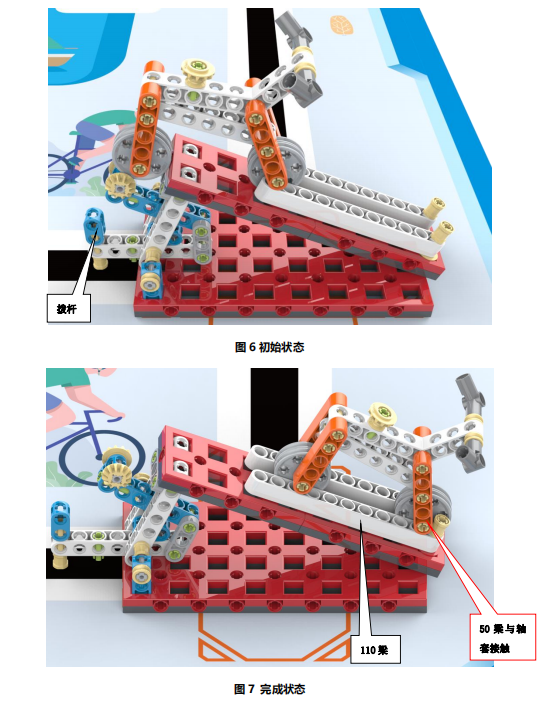 拨杆
图 6 初始状态
110 梁
50 梁与轴
套接触
图 7 完成状态